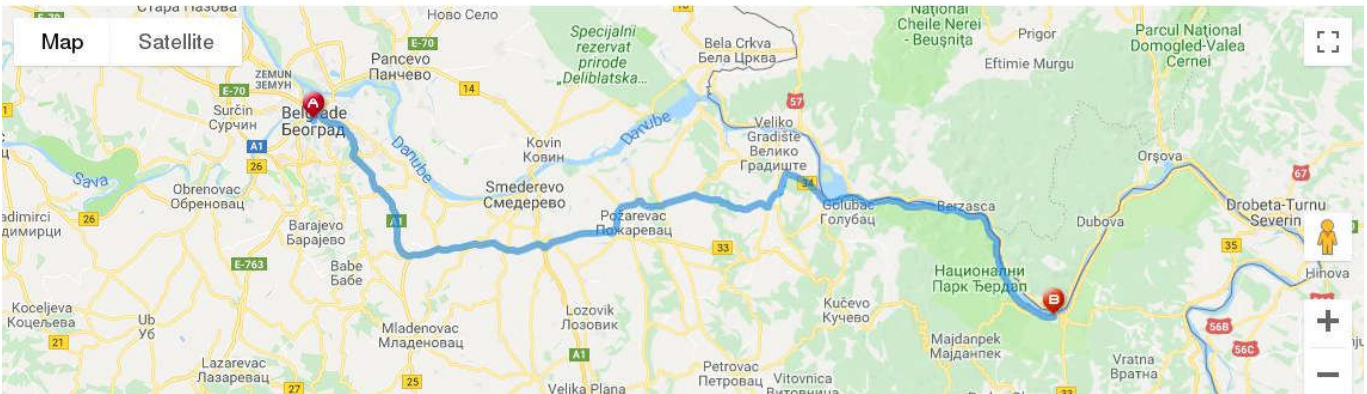 Map
Satellite
Стара Пазова
Ново Село
E-70
Pancevo
Панчево
ZEMUN
ЗЕМУН
E-70
14
A
Belgrade
Београд
Surčin
Сурчин
A1
26
Sava
Obrenovac
Обреновац
26
Danube
Barajevo
Барајево
A1
E-763
Babe
Бабе
Koceljeva
Коцељева
Ub
Уб
21
Lazarevac
Лазаревац
27
Mladenovac
Младеновац
25
Specijalni
rezervat
prirode
„Deliblatska...
Kovin
Ковин
Danube
Smederevo
Смедерево
Požarevac
Пожаревац
33
Lozovik
Лозовик
A1
Velika Plana
Petrovac
Петровац
Vitovnica
Витовница
Bela Crkva
Бела Црква
57
Veliko
Gradište
Велико
Градиште
34
Golubac
Голубац
Kučevo
Кучево
National
Cheile Nerei
- Beușnița
Prigor
Eftimie Murgu
Parcul Național
Domogled-Valea
Cernei
Berzasca
Национални
Парк Ђердап
B
Majdanpek
Мајданпек
33
Dubova
Orșova
67
Drobeta-Turnu
Severin
35
Hinova
56B
56C
Vratna
Вратна